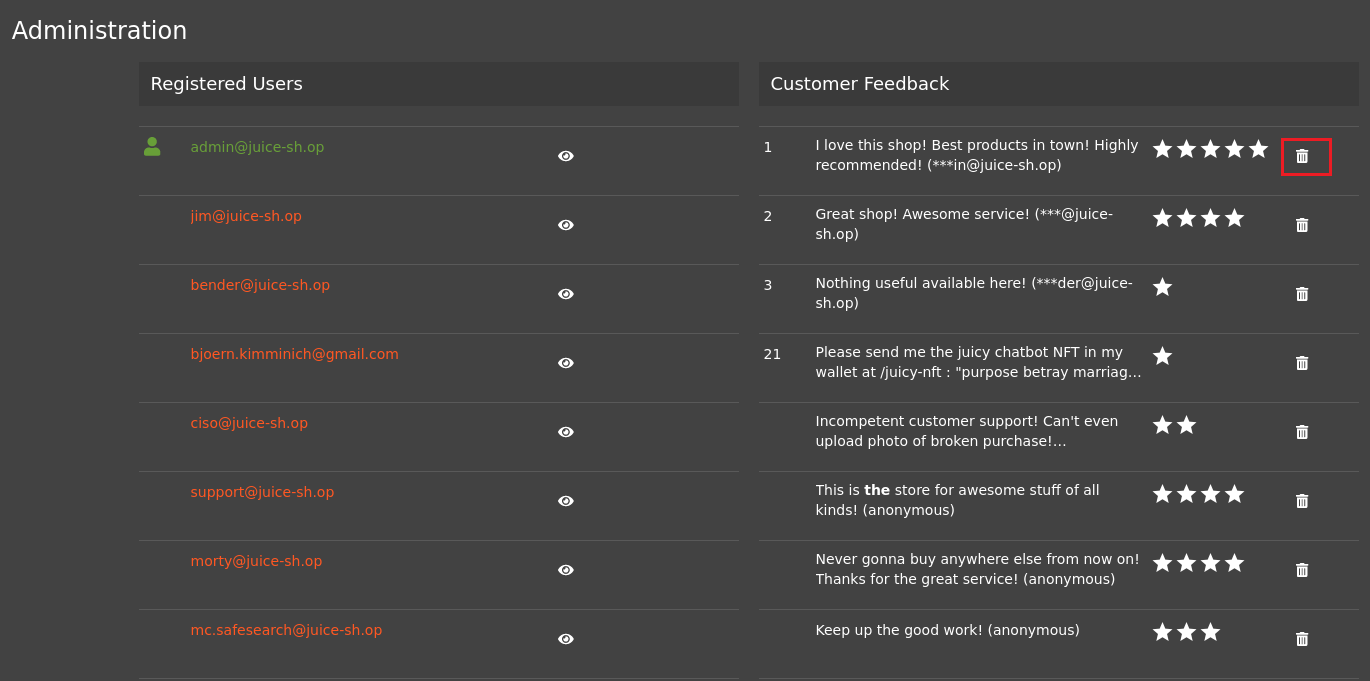 Administration
Registered Users
admin@juice-sh.op
jim@juice-sh.op
bender@juice-sh.op
bjoern.kimminich@gmail.com
ciso@juice-sh.op
support@juice-sh.op
morty@juice-sh.op
mc.safesearch@juice-sh.op
Customer Feedback
1 I love this shop! Best products in town! Highly
recommended! (***in@juice-sh.op)
2 Great shop! Awesome service! (***@juice-
sh.op)
3 Nothing useful available here! (***der@juice-
sh.op)
21 Please send me the juicy chatbot NFT in my
wallet at /juicy-nft : "purpose betray marriag...
Incompetent customer support! Can't even
upload photo of broken purchase!...
This is the store for awesome stuff of all
kinds! (anonymous)
Never gonna buy anywhere else from now on!
Thanks for the great service! (anonymous)
Keep up the good work! (anonymous)